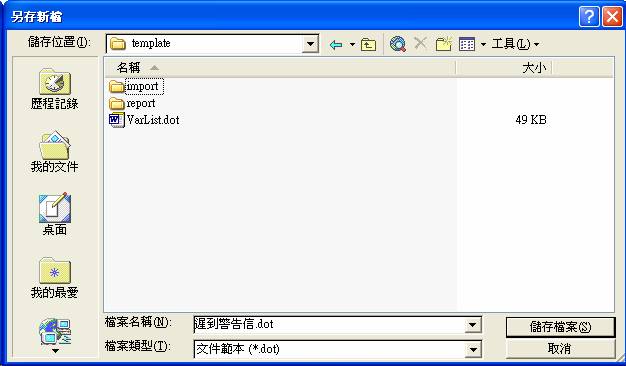 另存新檔
儲存位置(I):
template
工具(L)
名稱
大小
歷程記錄
我的文件
桌面
我的最愛
import
report
VarList.dot
49 KB
檔案名稱(N):
遲到警告信.dot
儲存檔案(S)
檔案類型(T):
文件範本 (*.dot)
取消